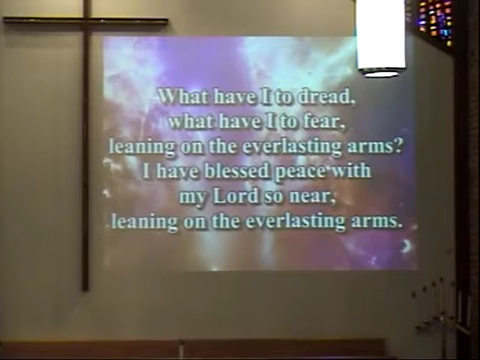 What have I to dread,
what have I to fear,
leaning on the everlasting arms?
I have blessed peace with
my Lord so near,
leaning on the everlasting arms.